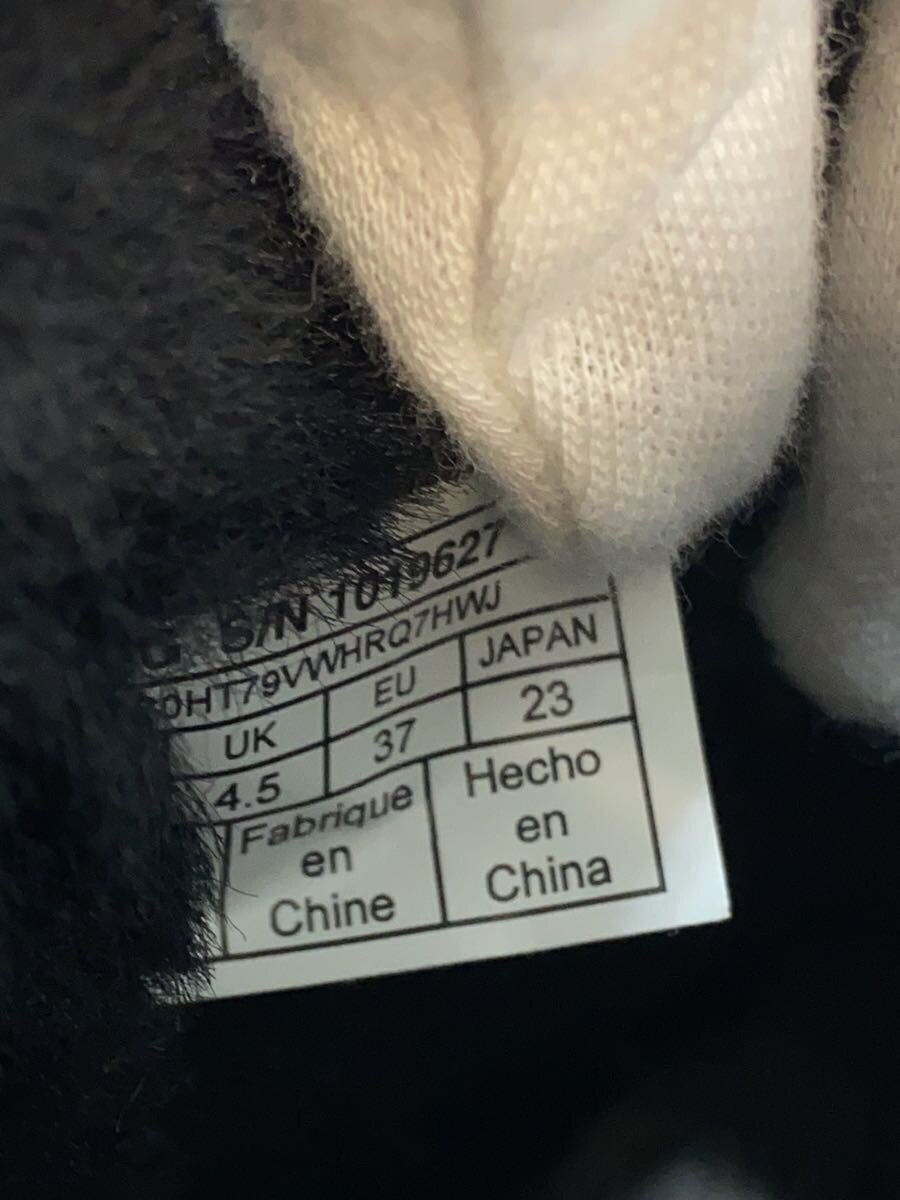 G S/N 1019627
0HT79VWHRQ7HWJ
UK EU JAPAN
4.5 37 23
Fabrique
en
Chine
Hecho
en
China